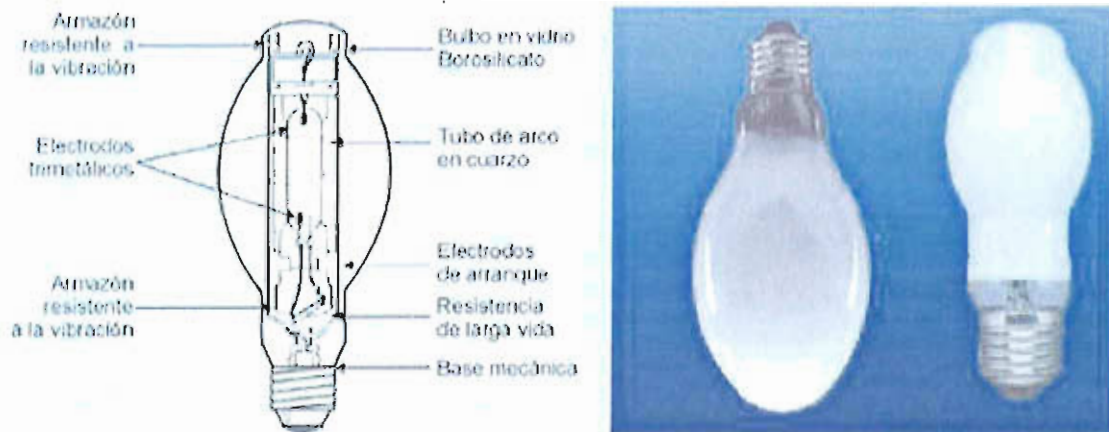 Armazón
resistente a
la vibración
Electrodos
trimetálicos
Armazón
resistente
a la vibración
Bulbo en vidrio
Borosilicato
Tubo de arco
en cuarzo
Electrodos
de arranque
Resistencia
de larga vida
Base mecánica